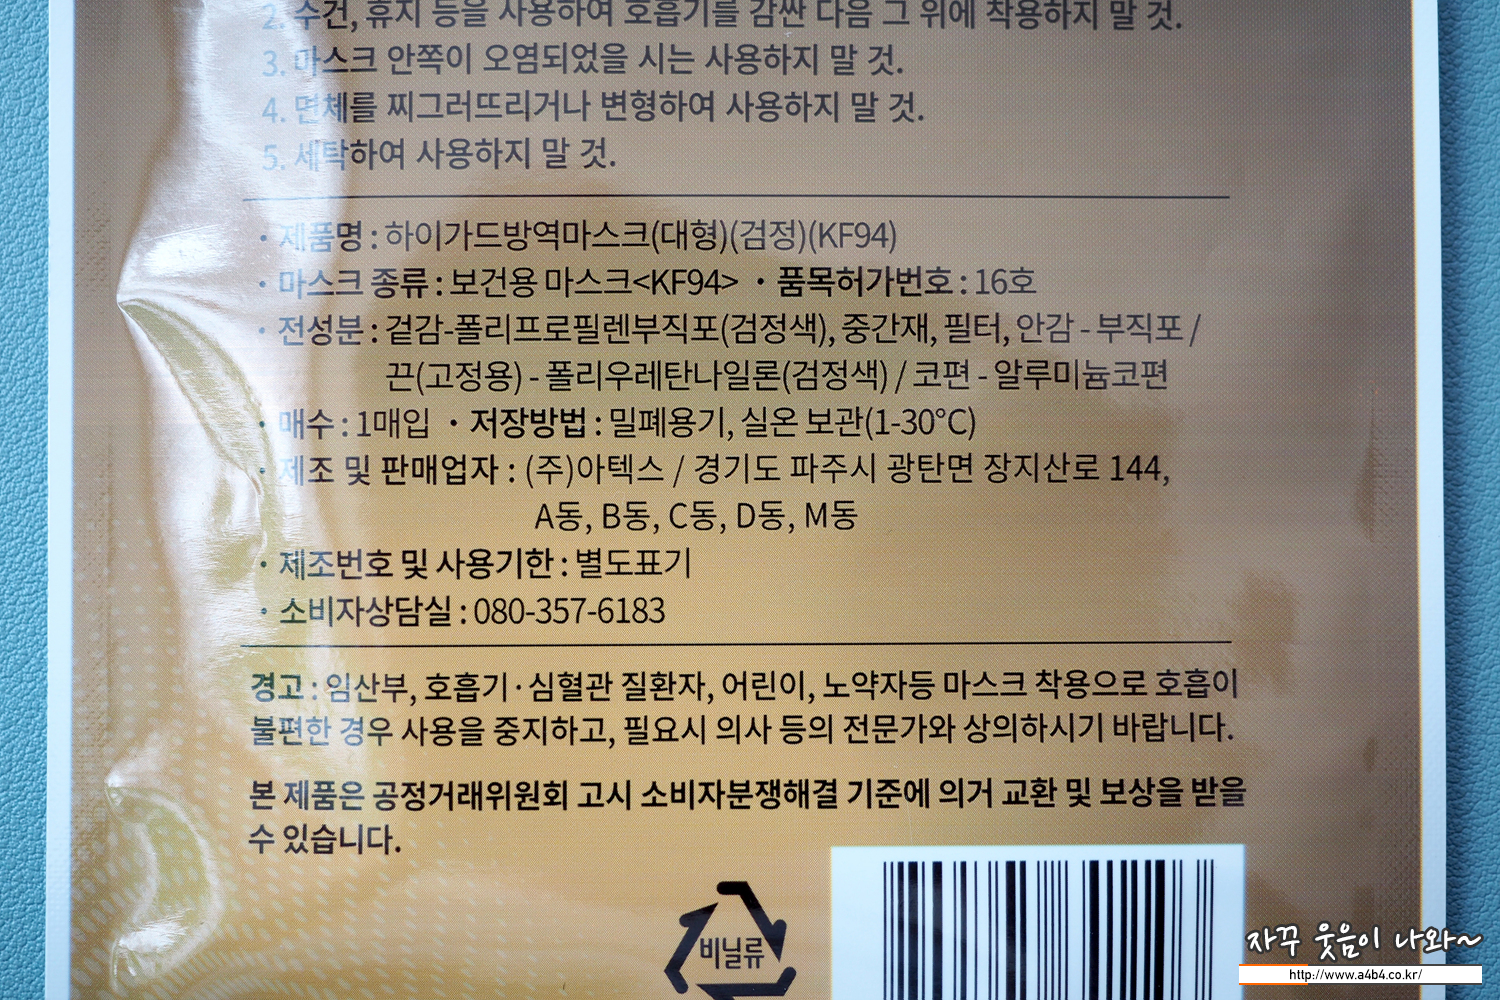 2.수건, 휴지 등을 사용하여 호흡기를 감싼 다음 그 위에 착용하지 말 것.
3. 마스크 안쪽이 오염되었을 시는 사용하지 말 것.
4. 면체를 찌그러뜨리거나 변형하여 사용하지 말 것.
5. 세탁하여 사용하지 말 것.
· 제품명 : 하이가드방역마스크(대형)(검정)(KF94)
· 마스크 종류 : 보건용 마스크<KF94> · 품목허가번호 : 16호
· 전성분 : 겉감-폴리프로필렌부직포(검정색), 중간재, 필터, 안감 - 부직포 /
끈(고정용) - 폴리우레탄나일론(검정색) / 코편 - 알루미늄코편
· 매수 : 1매입 · 저장방법 : 밀폐용기, 실온 보관(1-30°C)
· 제조 및 판매업자 : (주)아텍스 / 경기도 파주시 광탄면 장지산로 144,
A동, B동, C동, D동, M동
· 제조번호 및 사용기한 : 별도표기
· 소비자상담실 : 080-357-6183
경고 : 임산부, 호흡기·심혈관 질환자, 어린이, 노약자등 마스크 착용으로 호흡이
불편한 경우 사용을 중지하고, 필요시 의사 등의 전문가와 상의하시기 바랍니다.
본 제품은 공정거래위원회 고시 소비자분쟁해결 기준에 의거 교환 및 보상을 받을
수 있습니다.
비닐류
자꾸 웃음이 나와~
http://www.a4b4.co.kr/